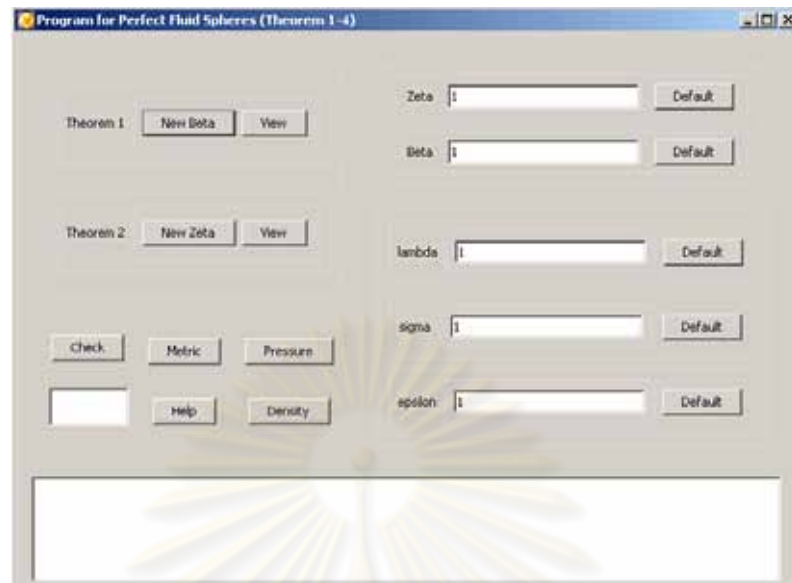 Program for Perfect Fluid Spheres (Theorem 1-4)
Theorem 1 New Beta View
Theorem 2 New Zeta View
Check Metric Pressure
Help Density
Zeta 1 Default
Beta 1 Default
lambda 1 Default
sigma 1 Default
epsilon 1 Default